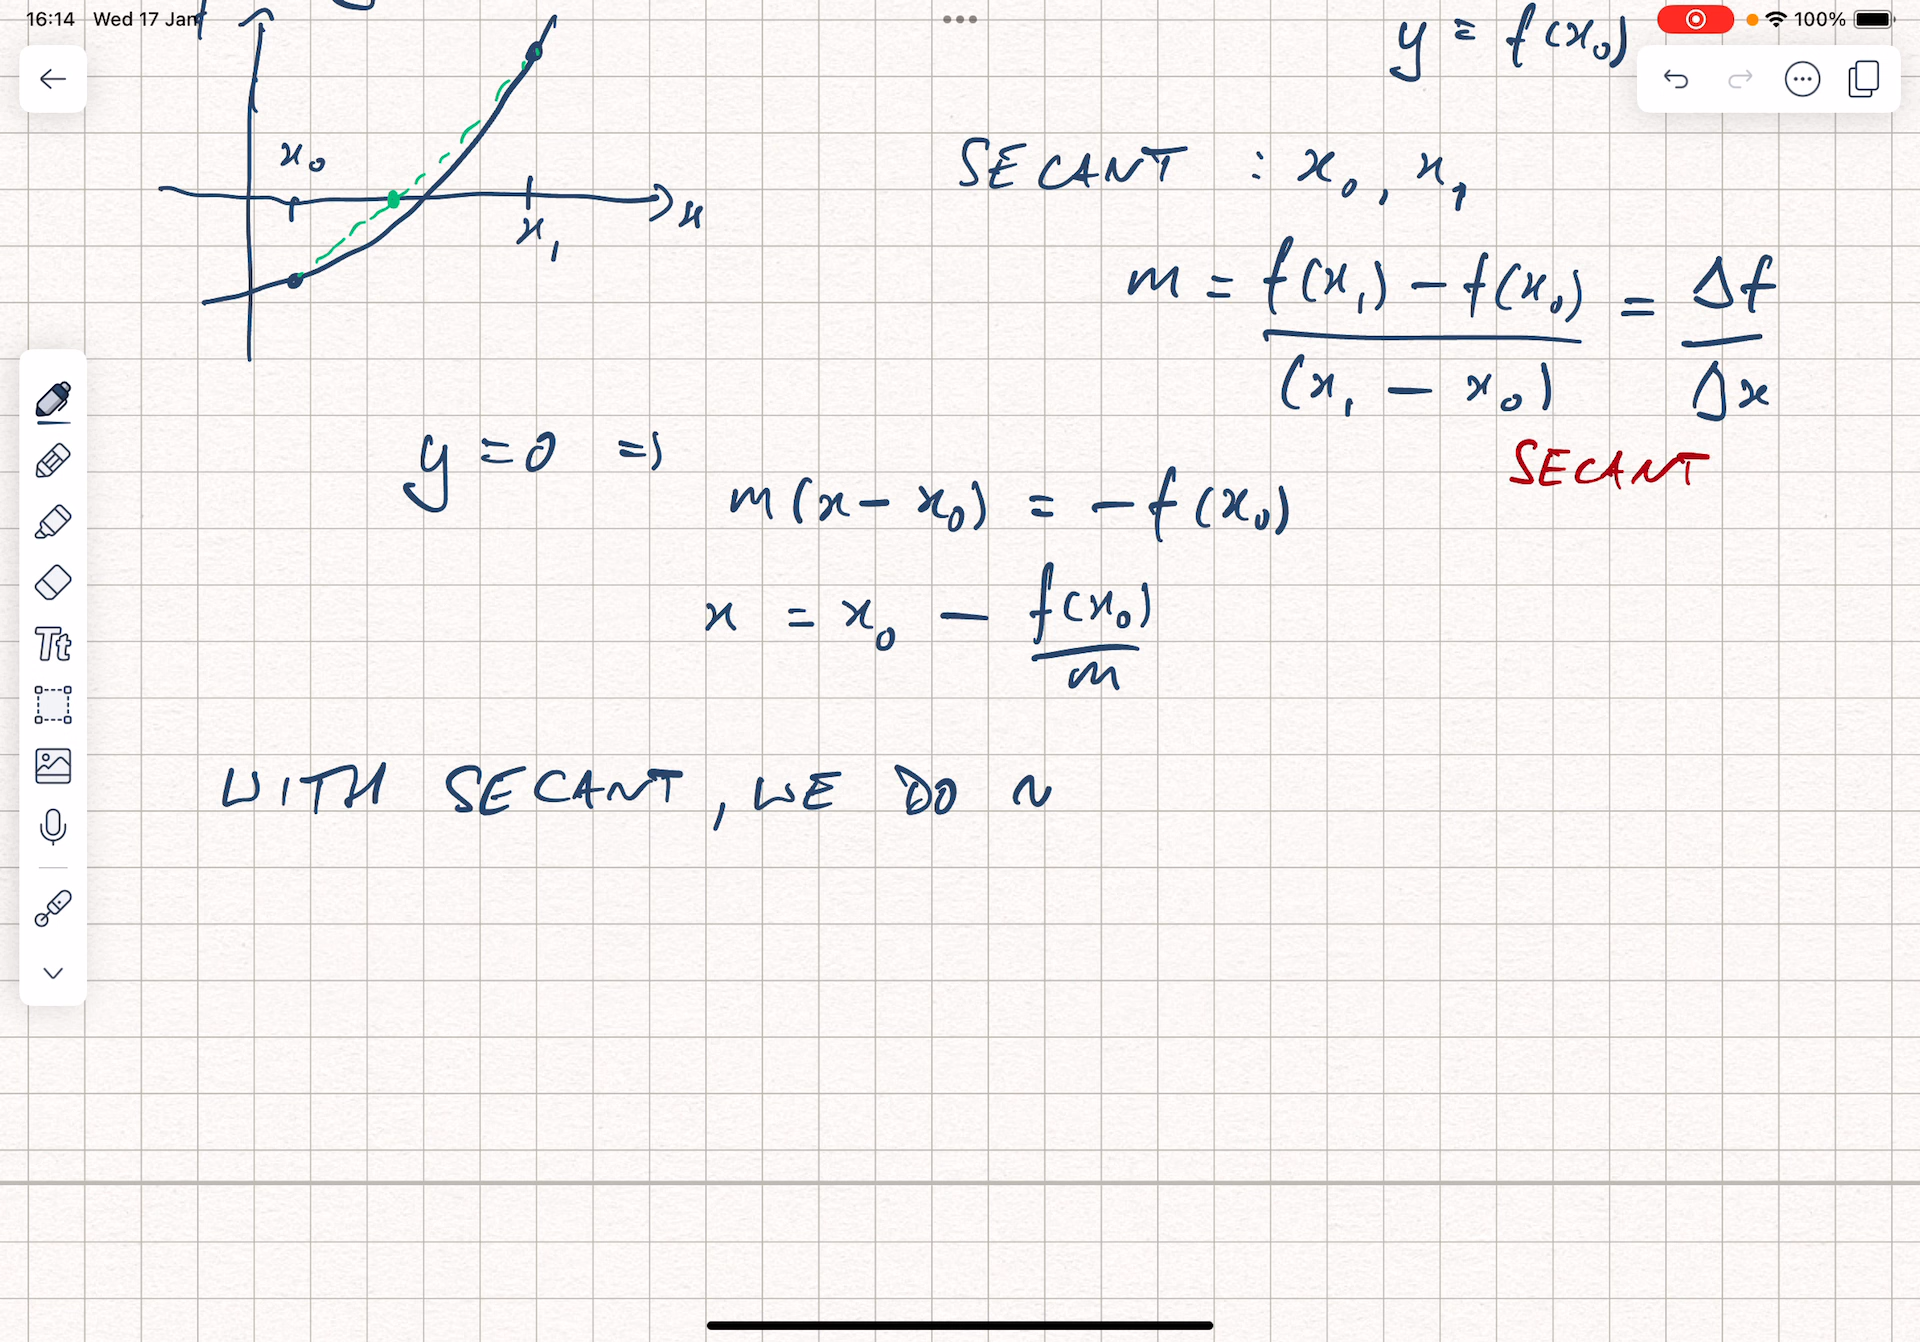 16:14 Wed 17 Jan
100%
y = f(x₀)
x₀
x₁
x
SECANT : x₀, x₁
m = f(x₁) - f(x₀) / (x₁ - x₀) = Δf / Δx
SECANT
y = 0 ⇒
m(x - x₀) = -f(x₀)
x = x₀ - f(x₀) / m
WITH SECANT, WE DO N
Tt